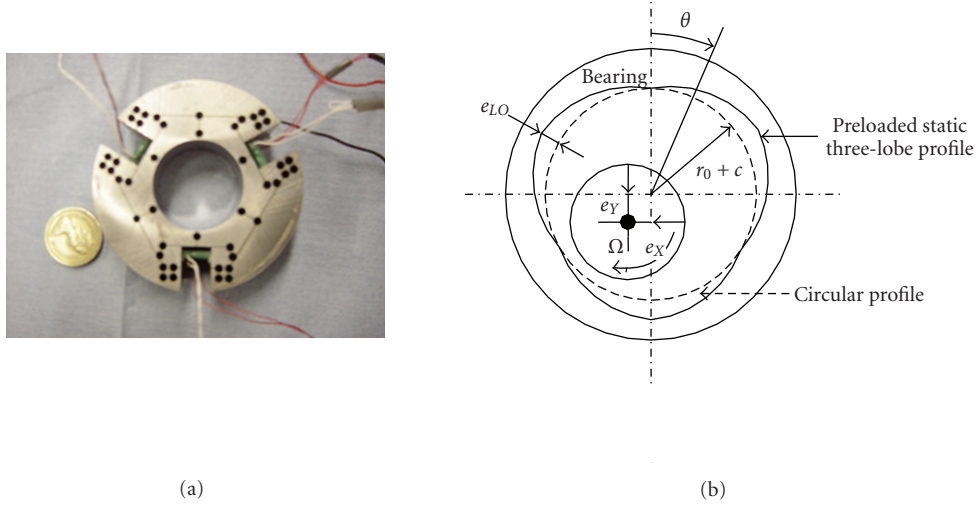 θ
Bearing
e_LO
Preloaded static
three-lobe profile
r_0 + c
e_Y
Ω
e_X
Circular profile
(a)
(b)